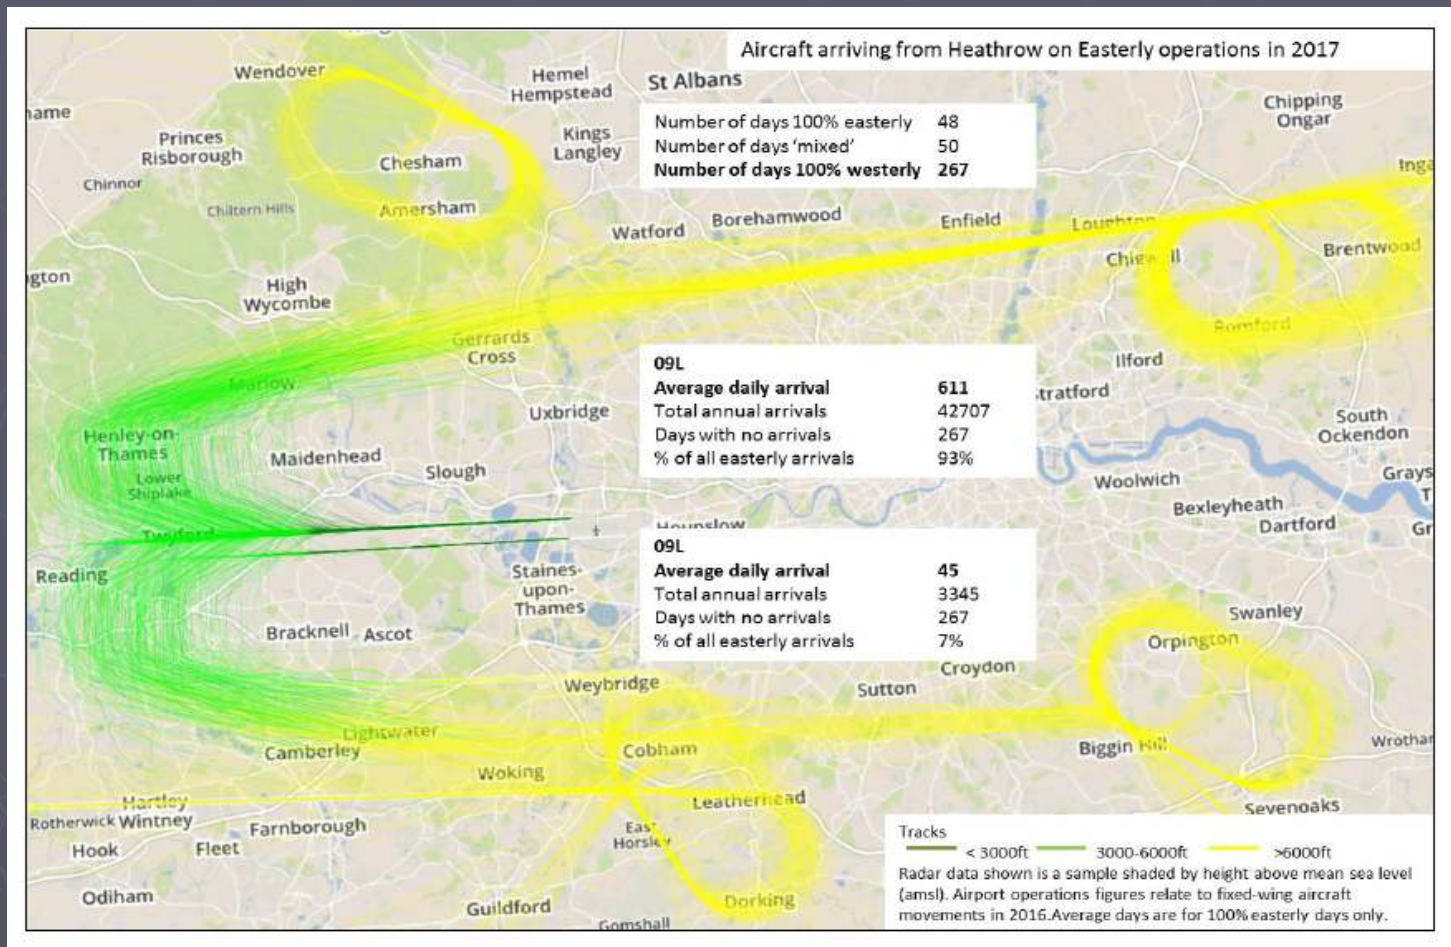 Aircraft arriving from Heathrow on Easterly operations in 2017
Wendover
Hemel
Hempstead
St Albans
Chipping
Ongar
Princes
Risborough
Kings
Langley
Chesham
Chinnor
Number of days 100% easterly 48
Number of days ‘mixed’ 50
Number of days 100% westerly 267
Chiltern Hills
Amersham
Watford
Borehamwood
Enfield
Loughton
Chigwell
Brentwood
High
Wycombe
Romford
Gerrards
Cross
Marlow
Ilford
09L
Average daily arrival 611
Total annual arrivals 42707
Days with no arrivals 267
% of all easterly arrivals 93%
tratford
Uxbridge
South
Ockendon
Henley-on-
Thames
Maidenhead
Slough
Lower
Shiplake
Woolwich
Grays
Bexleyheath
Dartford
Gr
Twyford
Hounslow
09L
Average daily arrival 45
Total annual arrivals 3345
Days with no arrivals 267
% of all easterly arrivals 7%
Reading
Staines-
upon-
Thames
Bracknell
Ascot
Swanley
Orpington
Croydon
Sutton
Weybridge
Lightwater
Camberley
Cobham
Biggin Hill
Wrotha
Woking
Leatherhead
Sevenoaks
Hartley
Wintney
Rotherwick
Farnborough
East
Horsley
Hook
Fleet
Odiham
Guildford
Dorking
Gomshall
Tracks
< 3000ft 3000-6000ft >6000ft
Radar data shown is a sample shaded by height above mean sea level
(amsl). Airport operations figures relate to fixed-wing aircraft
movements in 2016.Average days are for 100% easterly days only.